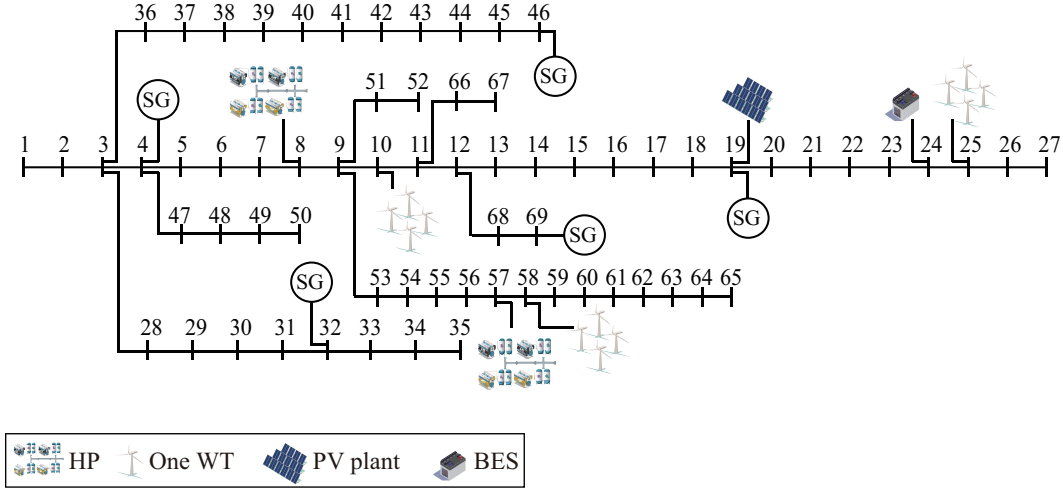 36 37 38 39 40 41 42 43 44 45 46
SG
51 52 66 67
SG
1 2 3 4 5 6 7 8 9 10 11 12 13 14 15 16 17 18 19 20 21 22 23 24 25 26 27
47 48 49 50
68 69 SG
SG
53 54 55 56 57 58 59 60 61 62 63 64 65
SG
28 29 30 31 32 33 34 35
HP One WT PV plant BES